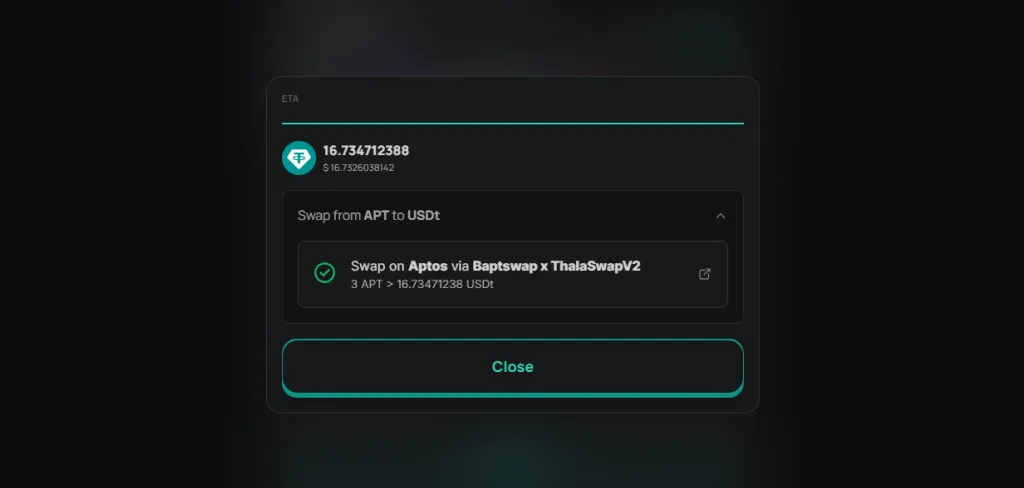 ETA
16.734712388
$ 16.7326038142
Swap from APT to USDt
Swap on Aptos via Baptswap x ThalaSwapV2
3 APT > 16.73471238 USDt
Close